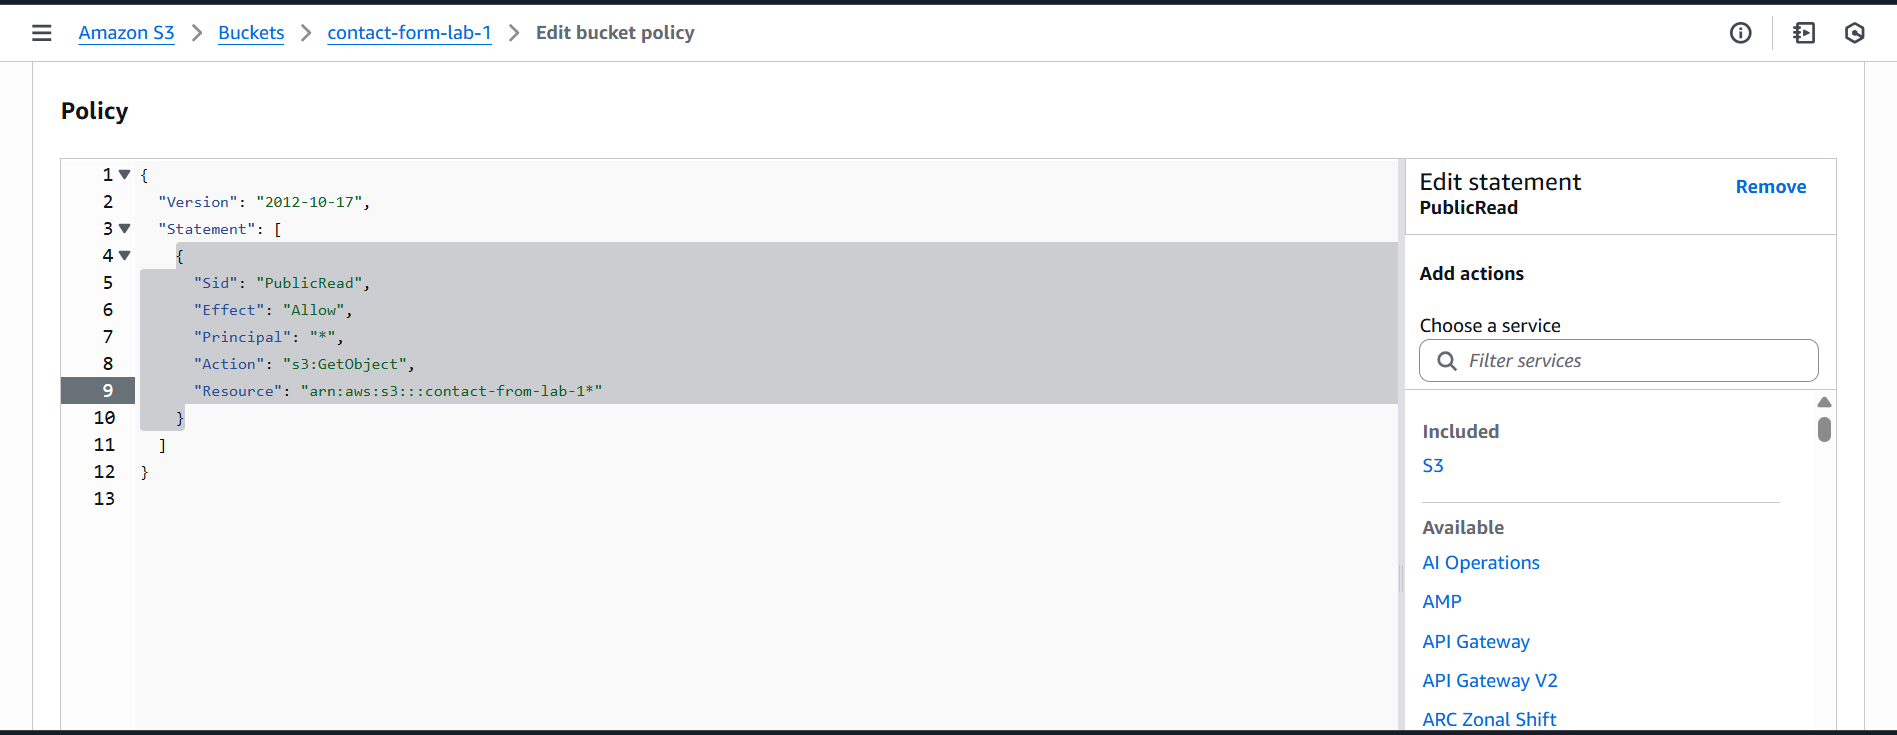 Amazon S3 > Buckets > contact-form-lab-1 > Edit bucket policy
Policy
1 {
2 "Version": "2012-10-17",
3 "Statement": [
4 {
5 "Sid": "PublicRead",
6 "Effect": "Allow",
7 "Principal": "*",
8 "Action": "s3:GetObject",
9 "Resource": "arn:aws:s3:::contact-from-lab-1*"
10 }
11 ]
12 }
13
Edit statement
Remove
PublicRead
Add actions
Choose a service
Filter services
Included
S3
Available
AI Operations
AMP
API Gateway
API Gateway V2
ARC Zonal Shift